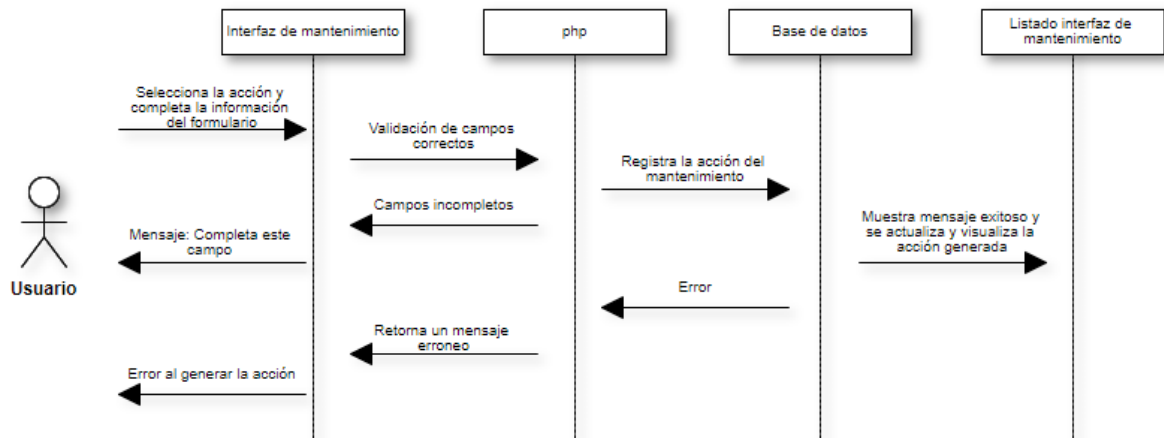 Interfaz de mantenimiento
php
Base de datos
Listado interfaz de
mantenimiento
Selecciona la acción y
completa la información
del formulario
Validación de campos
correctos
Registra la acción del
mantenimiento
Campos incompletos
Muestra mensaje exitoso y
se actualiza y visualiza la
acción generada
Mensaje: Completa este
campo
Usuario
Error
Retorna un mensaje
erroneo
Error al generar la acción